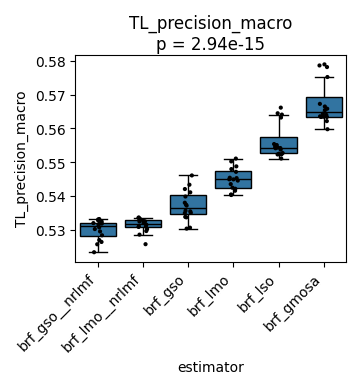 TL_precision_macro
p = 2.94e-15
TL_precision_macro
0.58
0.57
0.56
0.55
0.54
0.53
brf_gso__nrlmf
brf_lmo__nrlmf
brf_gso
brf_lmo
brf_lso
brf_gmosa
estimator